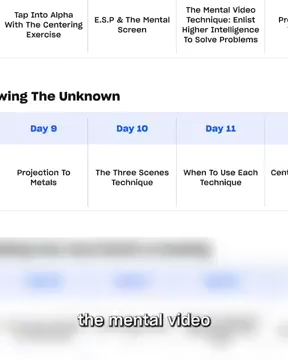 Tap Into Alpha
With The Centering
Exercise
E.S.P & The Mental
Screen
The Mental Video
Technique: Enlist
Higher Intelligence
To Solve Problems
wing The Unknown
Day 9
Day 10
Day 11
Projection To
Metals
The Three Scenes
Technique
When To Use Each
Technique
the mental video